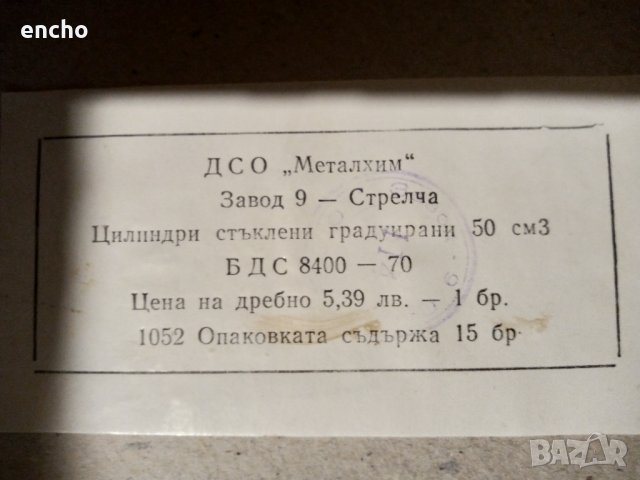 encho
ДСО „Металхим“
Завод 9 — Стрелча
Цилиндри стъклени градуирани 50 см3
БДС 8400 — 70
Цена на дребно 5,39 лв. — 1 бр.
1052 Опаковката съдържа 15 бр
BAZAR